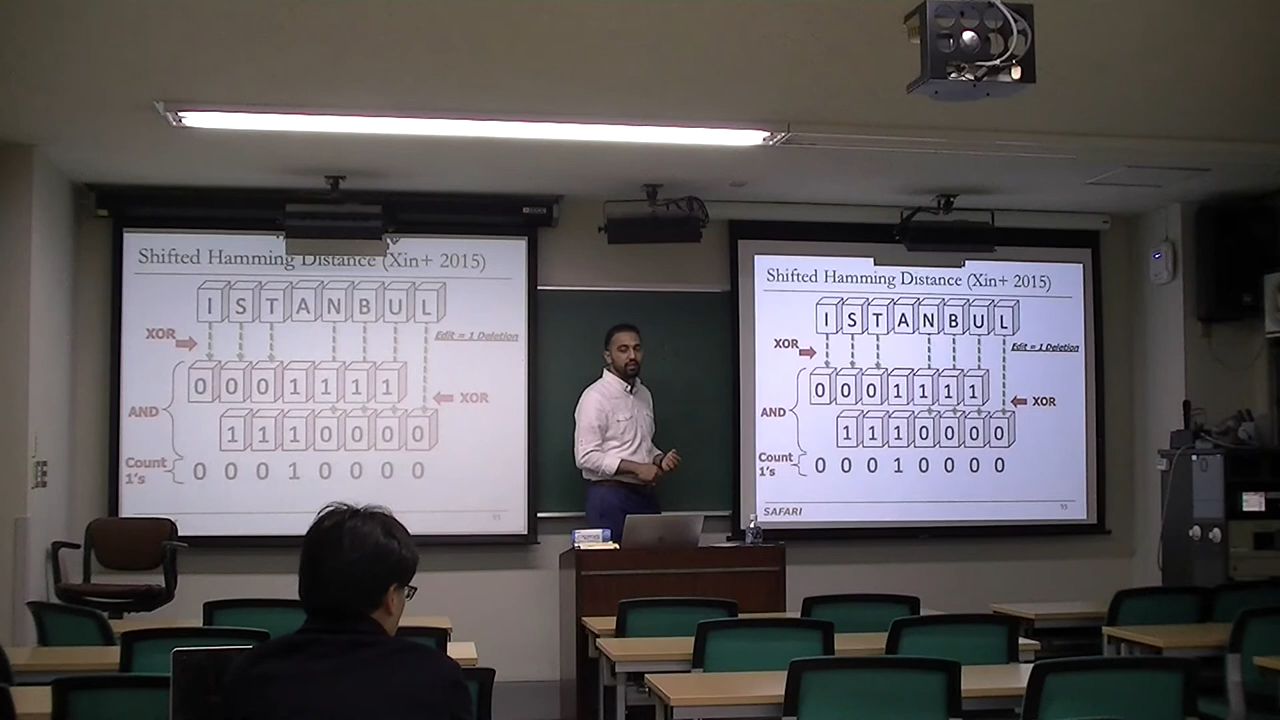 Shifted Hamming Distance (Xin+ 2015)
I S T A N B U L
XOR
Edit = 1 Deletion
0 0 0 1 1 1 1
AND
XOR
1 1 1 0 0 0 0
Count
1's
0 0 0 1 0 0 0 0
Shifted Hamming Distance (Xin+ 2015)
I S T A N B U L
XOR
Edit = 1 Deletion
0 0 0 1 1 1 1
XOR
AND
1 1 1 0 0 0 0
Count
1's
0 0 0 1 0 0 0 0
SAFARI